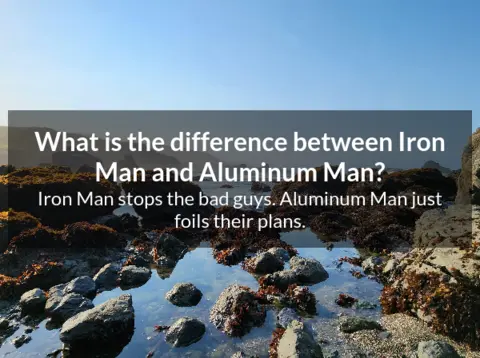 What is the difference between Iron
Man and Aluminum Man?
Iron Man stops the bad guys. Aluminum Man just
foils their plans.